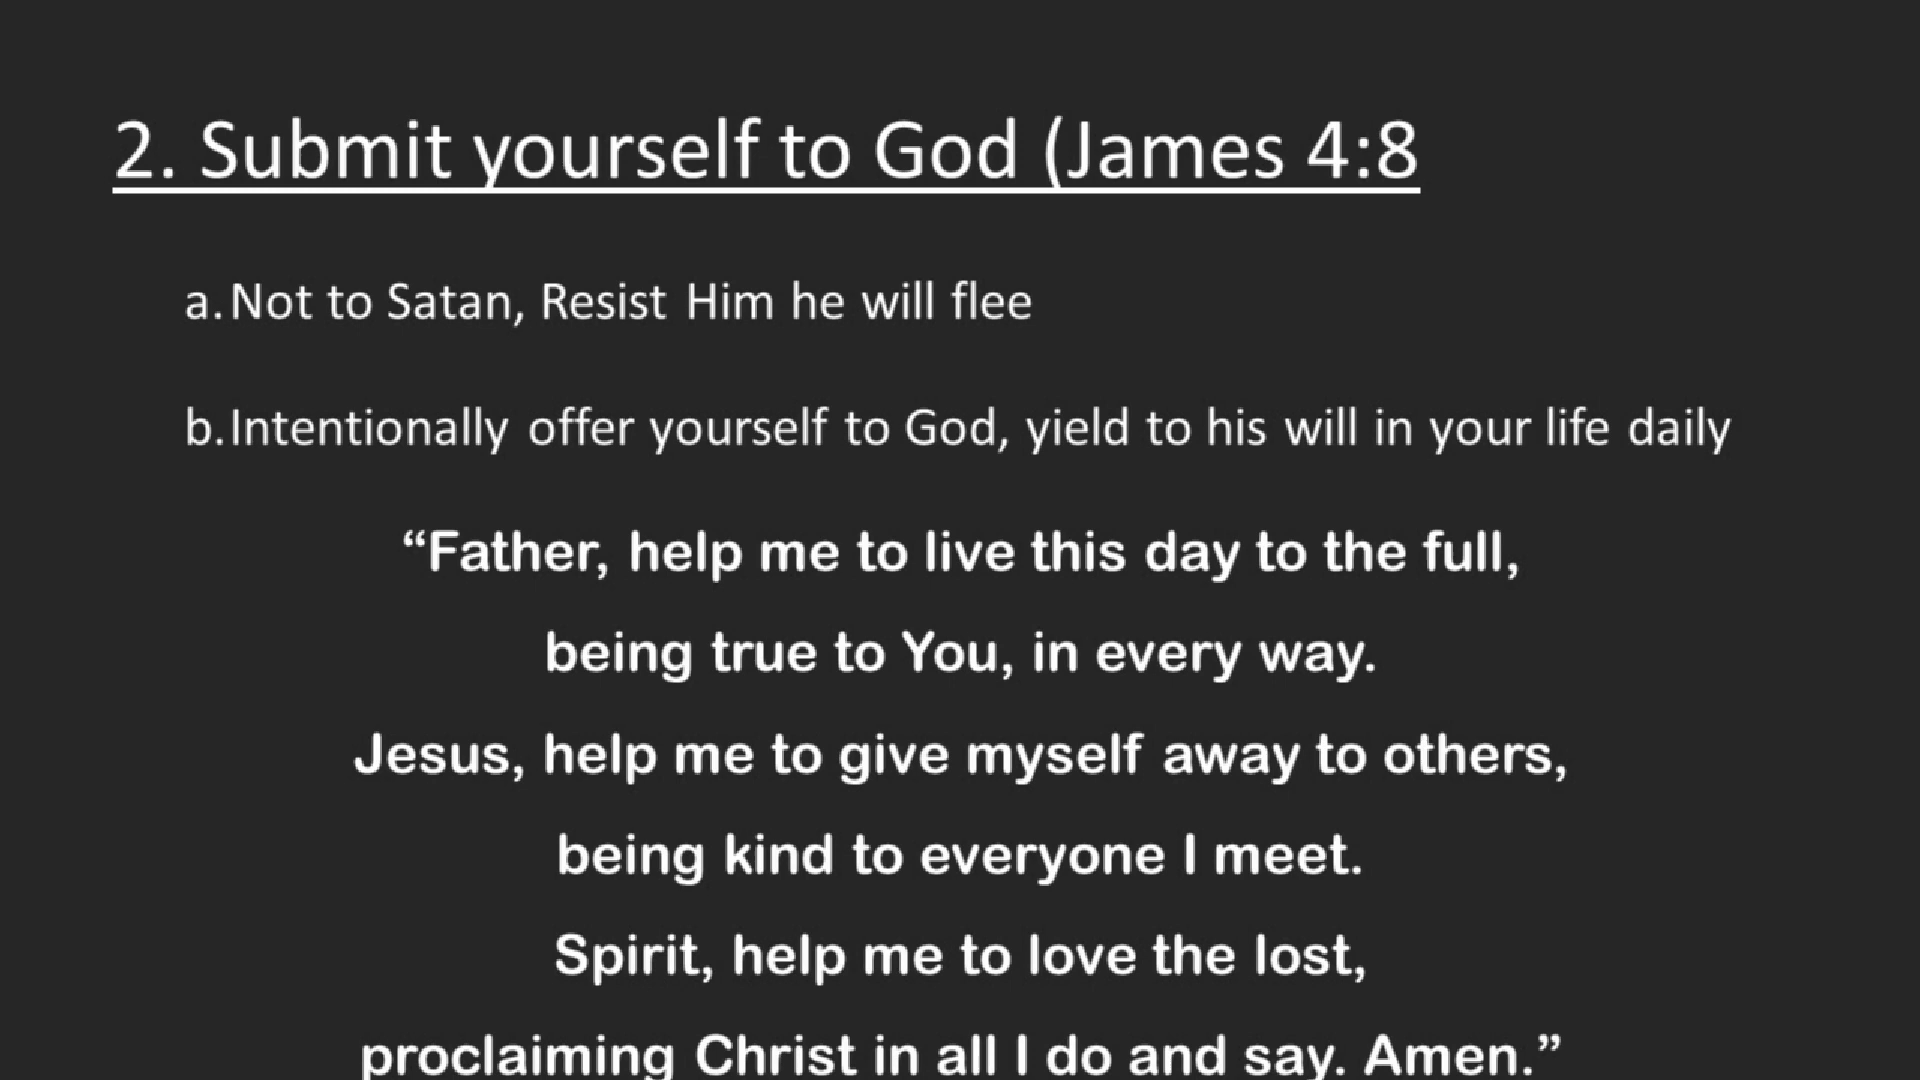 2. Submit yourself to God (James 4:8
a. Not to Satan, Resist Him he will flee
b. Intentionally offer yourself to God, yield to his will in your life daily
“Father, help me to live this day to the full,
being true to You, in every way.
Jesus, help me to give myself away to others,
being kind to everyone I meet.
Spirit, help me to love the lost,
proclaiming Christ in all I do and say. Amen.”